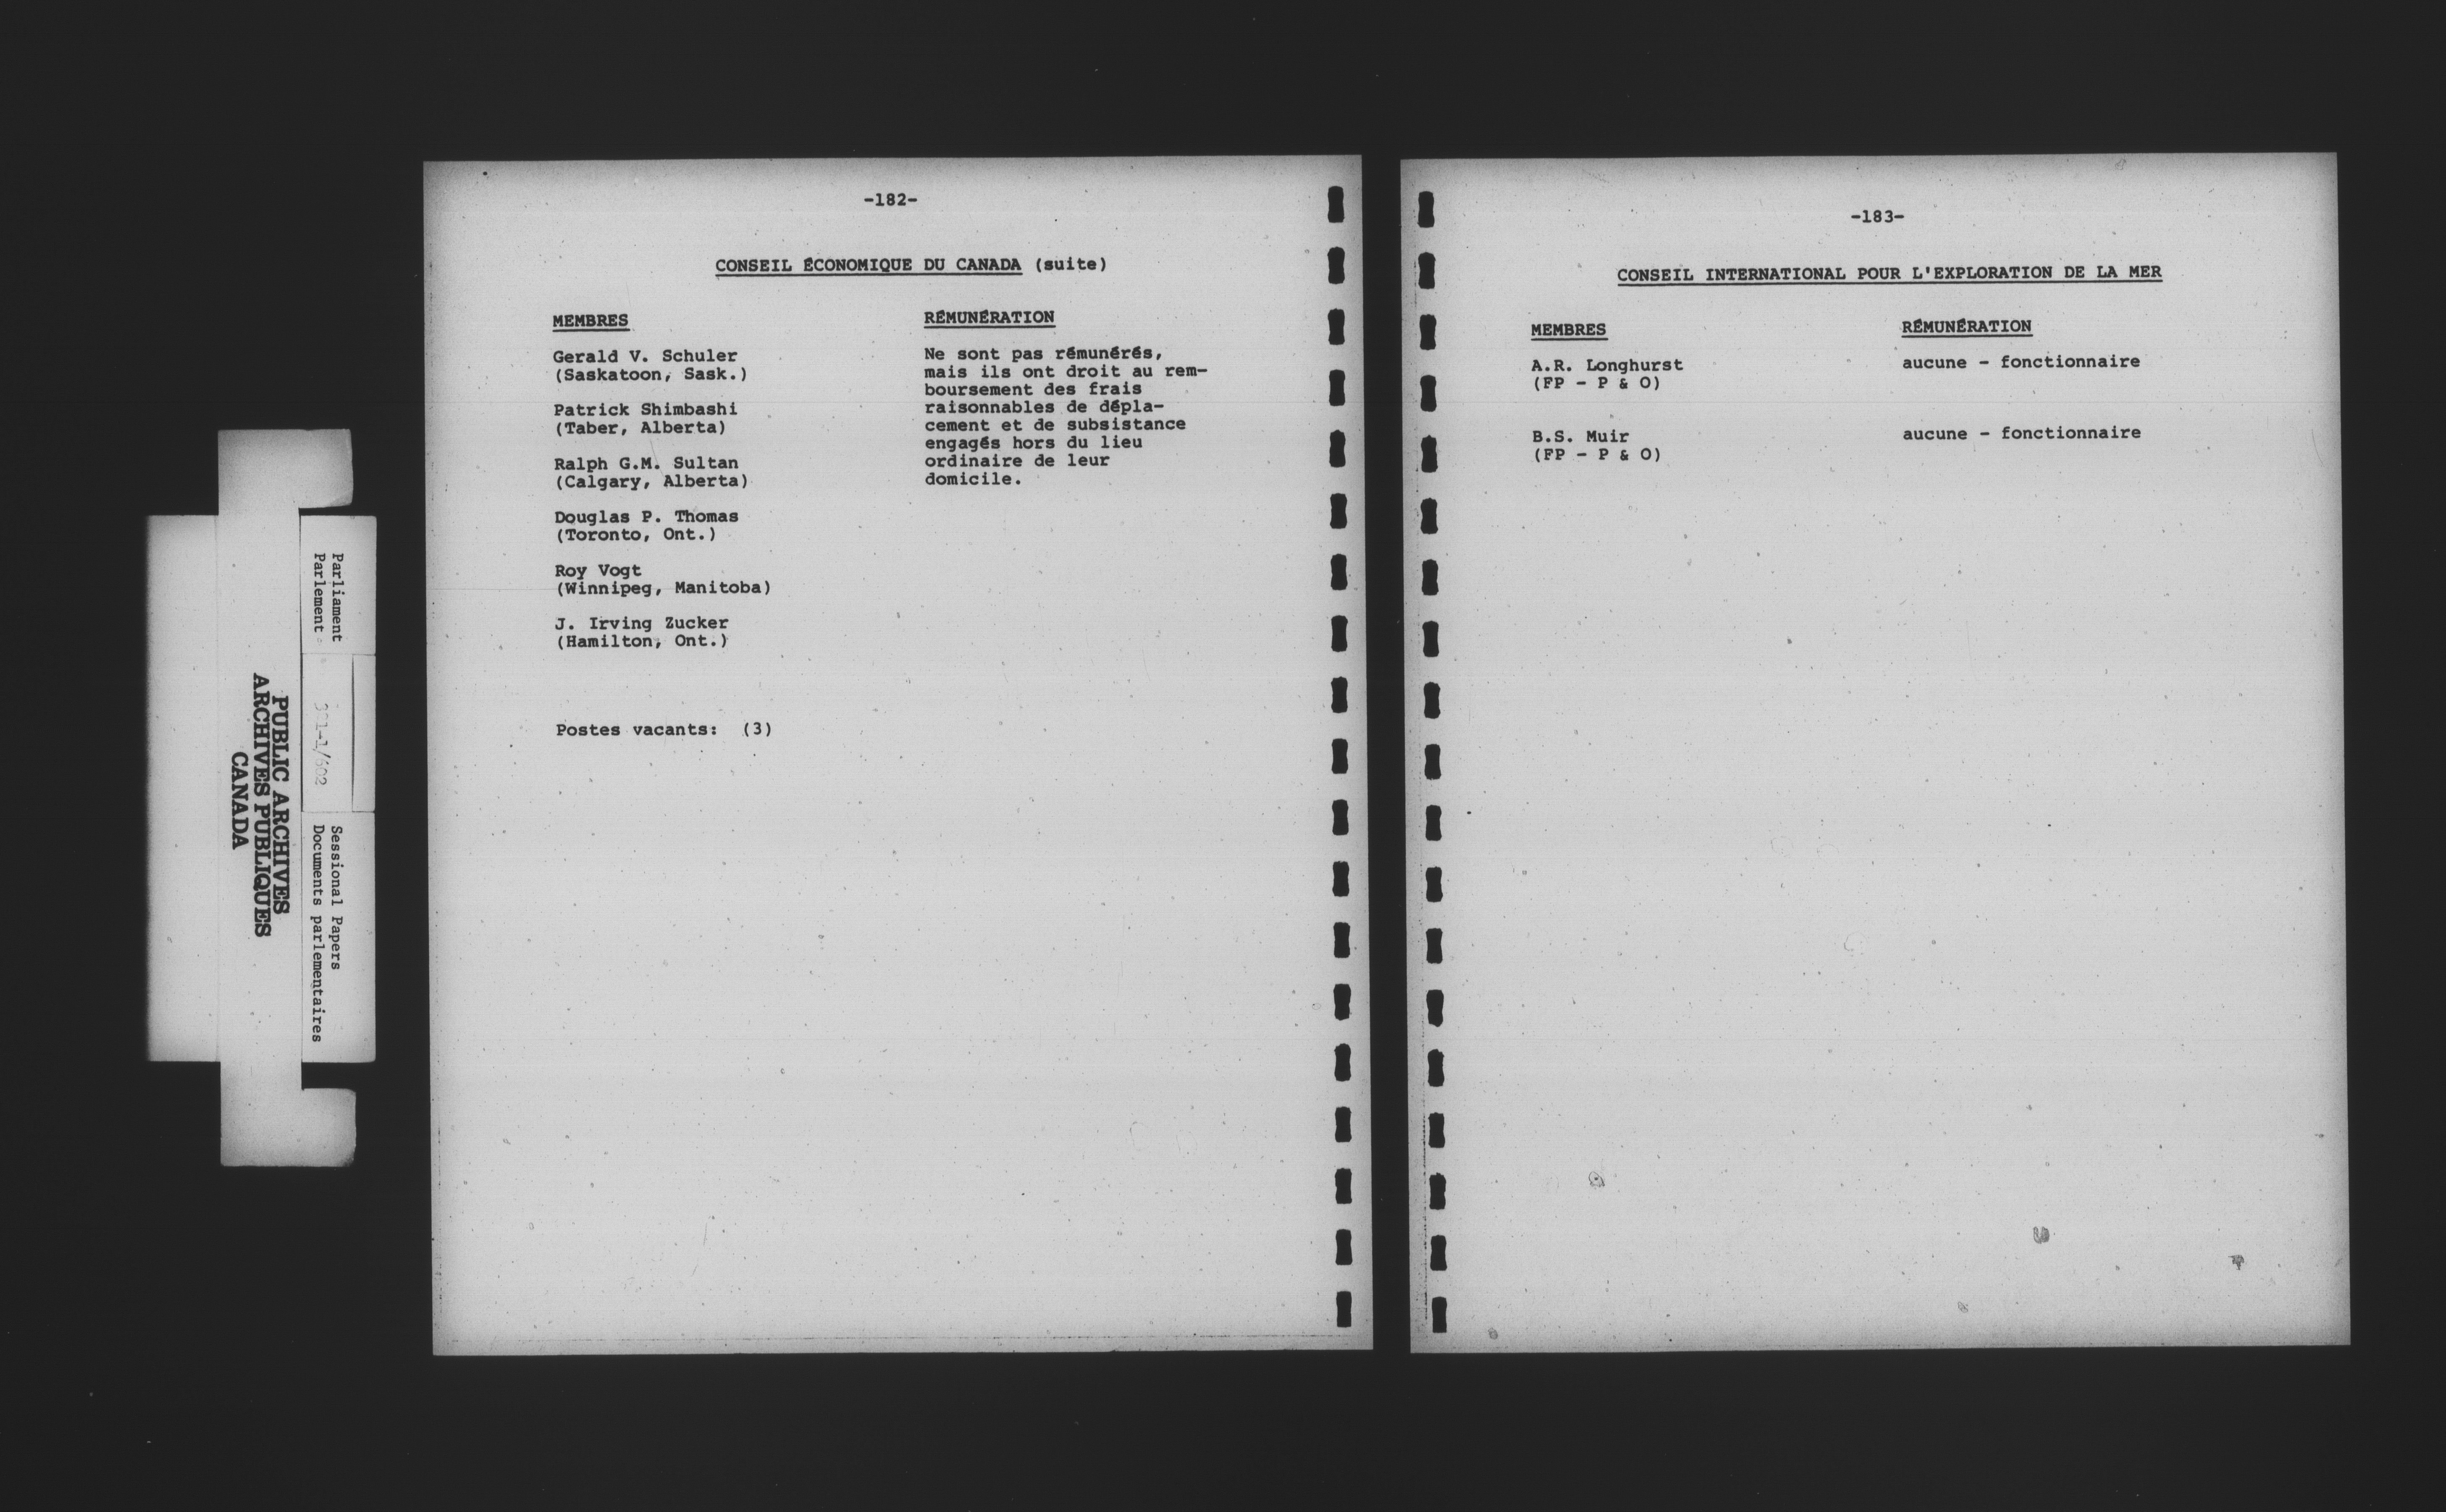 Parliament
Parlement
Sessional Papers
Documents parlementaires
PUBLIC ARCHIVES
ARCHIVES PUBLIQUES
CANADA
-182-
CONSEIL ÉCONOMIQUE DU CANADA (suite)
MEMBRES
Gerald V. Schuler
(Saskatoon, Sask.)
Patrick Shimbashi
(Taber, Alberta)
Ralph G.M. Sultan
(Calgary, Alberta)
Douglas P. Thomas
(Toronto, Ont.)
Roy Vogt
(Winnipeg, Manitoba)
J. Irving Zucker
(Hamilton, Ont.)
Postes vacants: (3)
RÉMUNÉRATION
Ne sont pas rémunérés,
mais ils ont droit au rem-
boursement des frais
raisonnables de dépla-
cement et de subsistance
engagés hors du lieu
ordinaire de leur
domicile.
-183-
CONSEIL INTERNATIONAL POUR L'EXPLORATION DE LA MER
MEMBRES
RÉMUNÉRATION
A.R. Longhurst
(FP - P & O)
aucune - fonctionnaire
B.S. Muir
(FP - P & O)
aucune - fonctionnaire